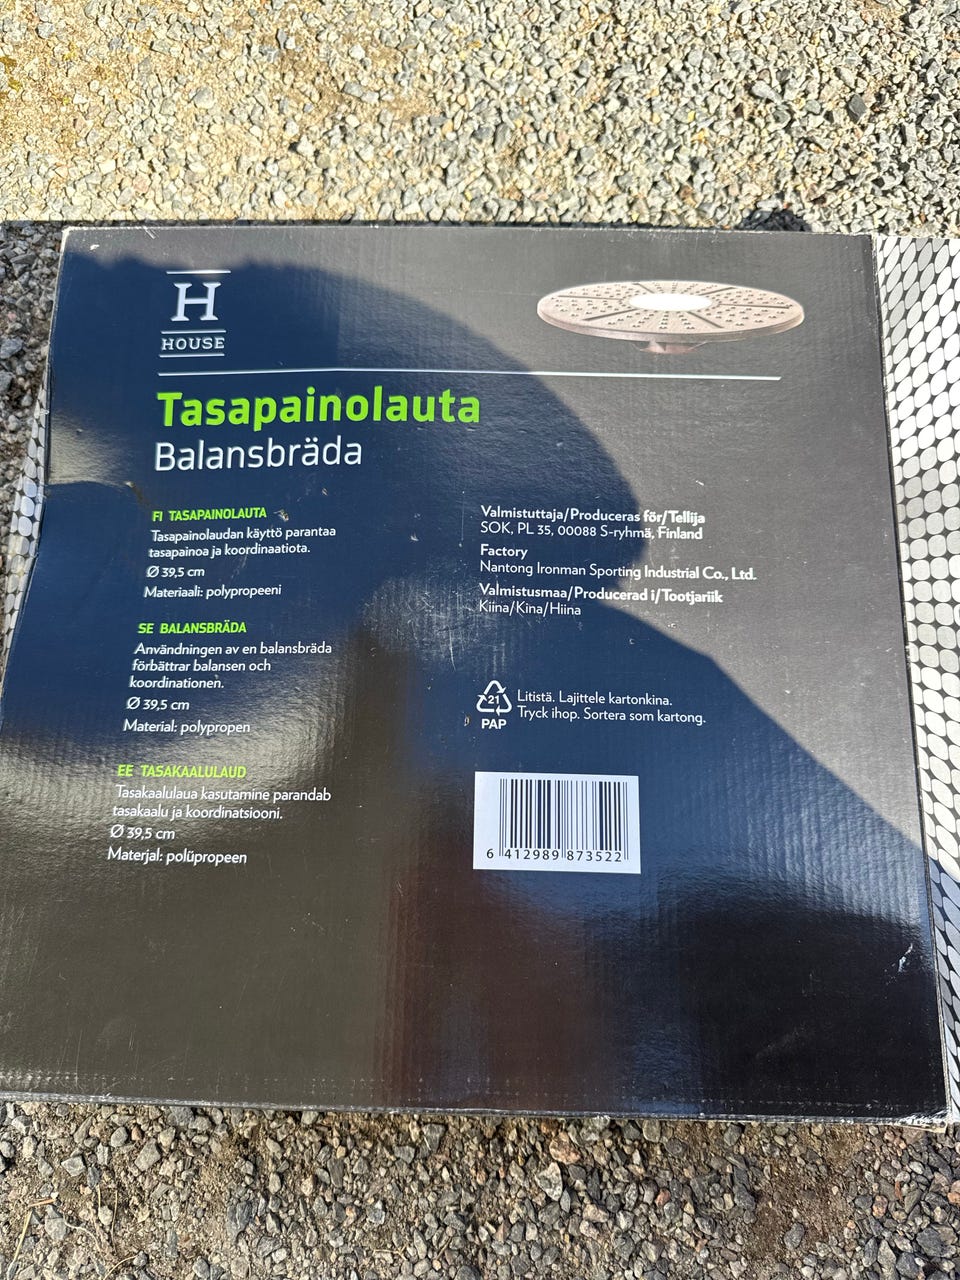 H
HOUSE
Tasapainolauta
Balansbräda
FI TASAPAINOLAUTA
Tasapainolaudan käyttö parantaa
tasapainoa ja koordinaatiota.
Ø 39,5 cm
Materiaali: polypropeeni
SE BALANSBRÄDA
Användningen av en balansbräda
förbättrar balansen och
koordinationen.
Ø 39,5 cm
Material: polypropen
EE TASAKAALULAUD
Tasakaalulaua kasutamine parandab
tasakaalu ja koordinatsiooni.
Ø 39,5 cm
Materjal: polüpropeen
Valmistuttaja/Produceras för/Tellija
SOK, PL 35, 00088 S-ryhmä, Finland
Factory
Nantong Ironman Sporting Industrial Co., Ltd.
Valmistusmaa/Producerad i/Tootjariik
Kiina/Kina/Hiina
21
PAP
Litistä. Lajittele kartonkina.
Tryck ihop. Sortera som kartong.
6 412989 873522